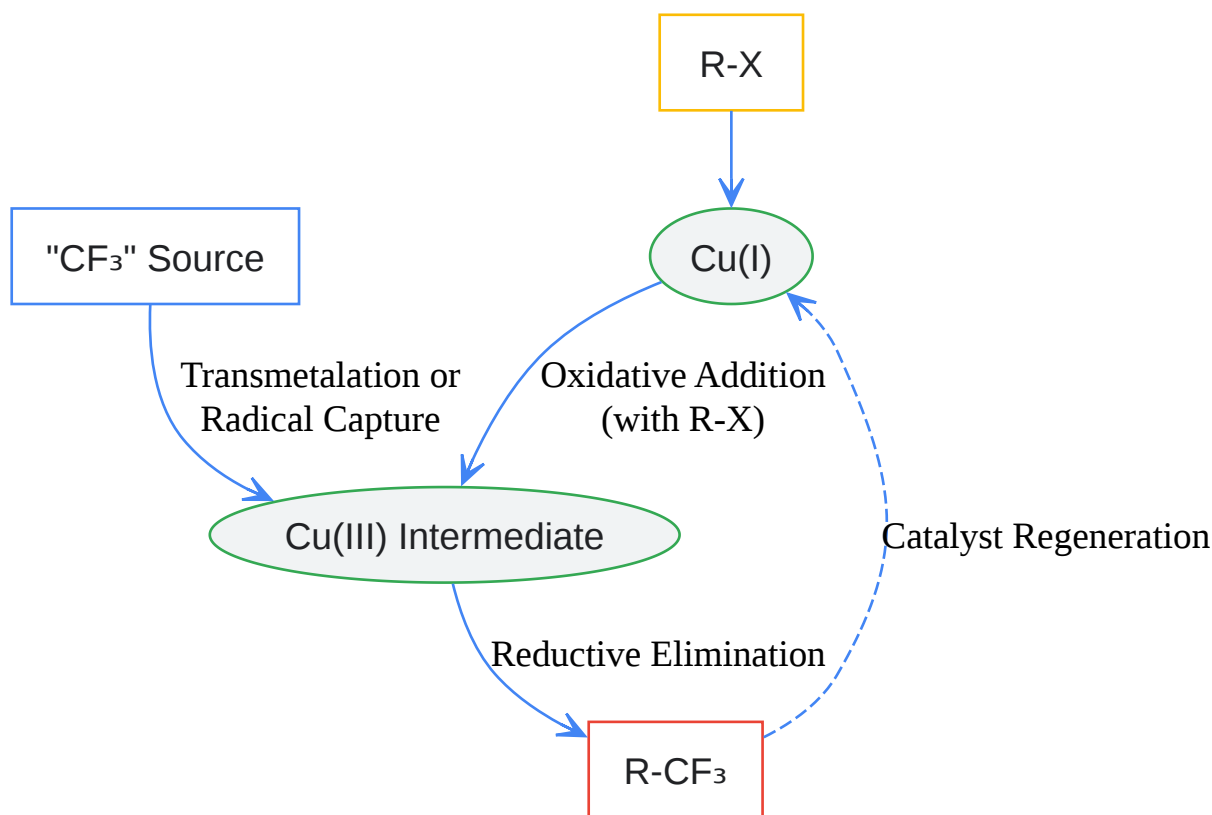 R-X
"CF₃" Source
Cu(I)
Transmetalation or
Radical Capture
Oxidative Addition
(with R-X)
Cu(III) Intermediate
Catalyst Regeneration
Reductive Elimination
R-CF₃